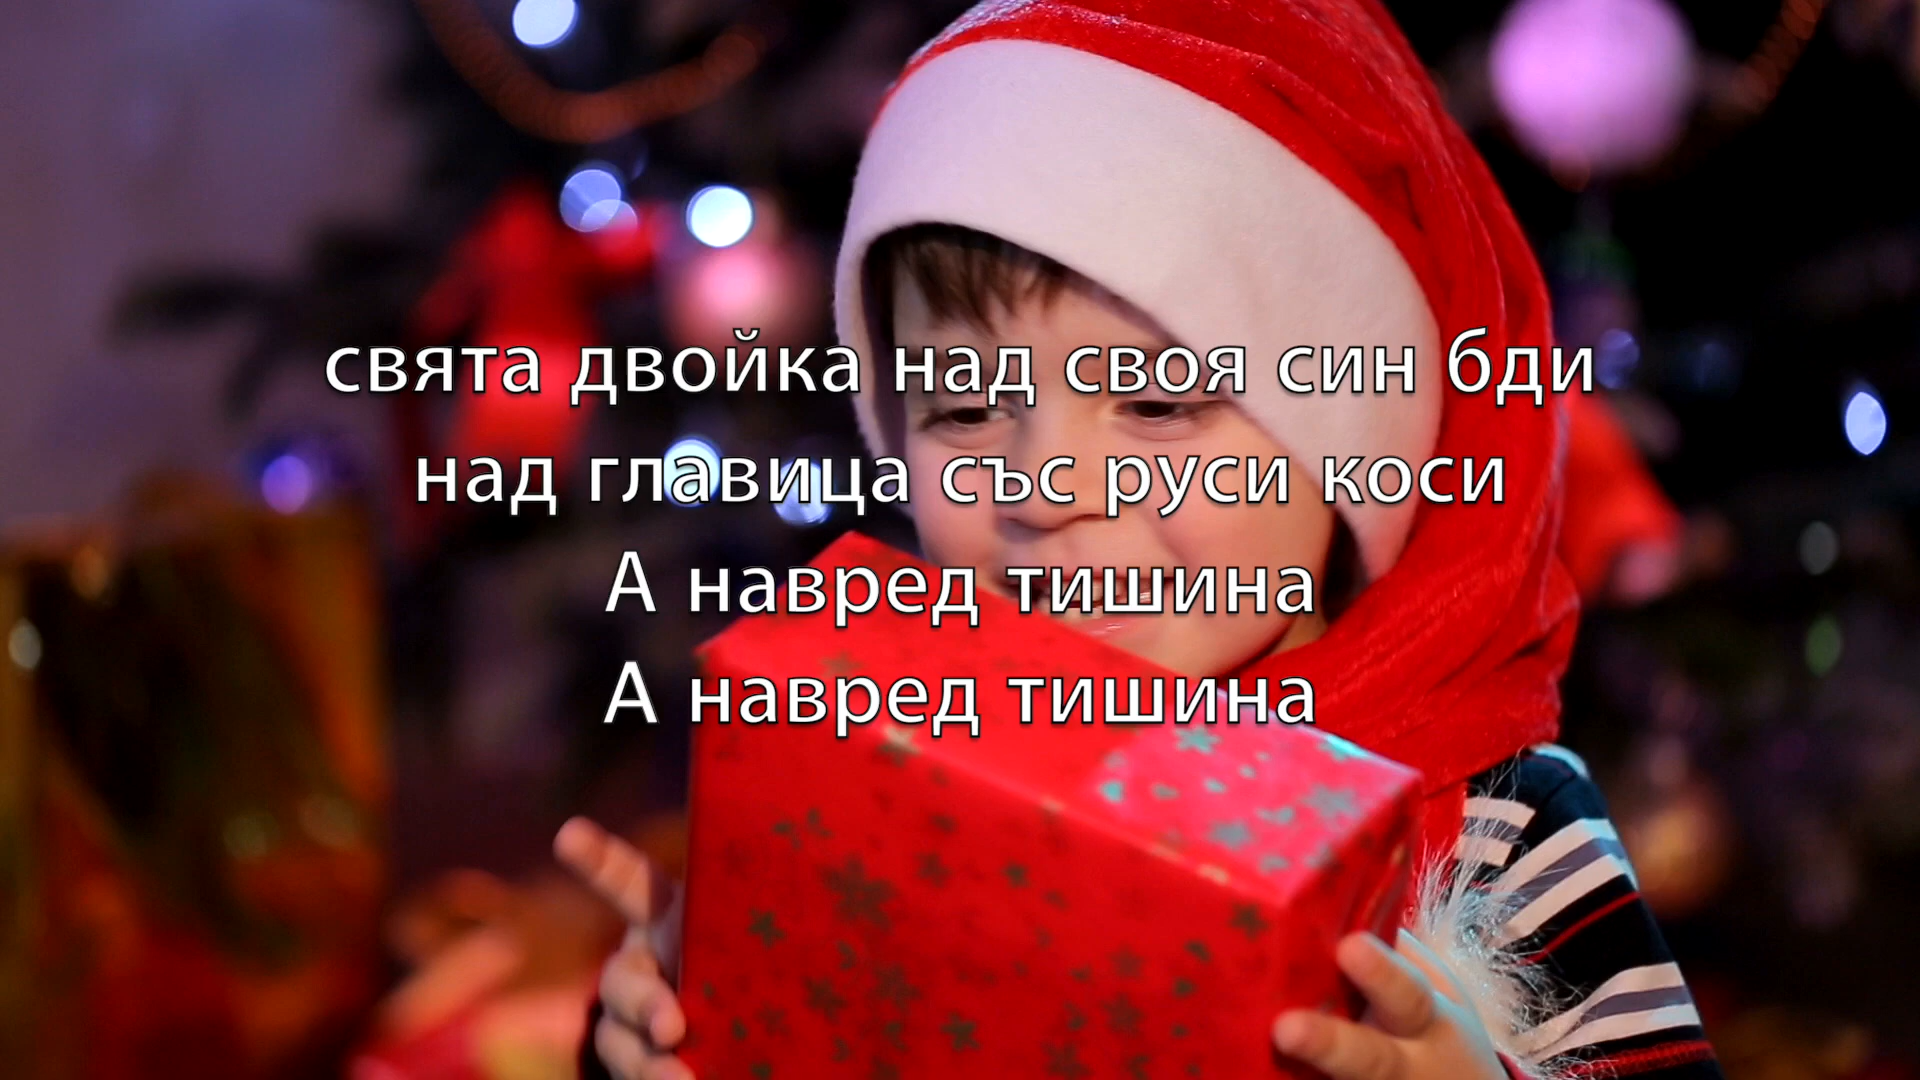 свята двойка над своя син бди
над главица със руси коси
А навред тишина
А навред тишина